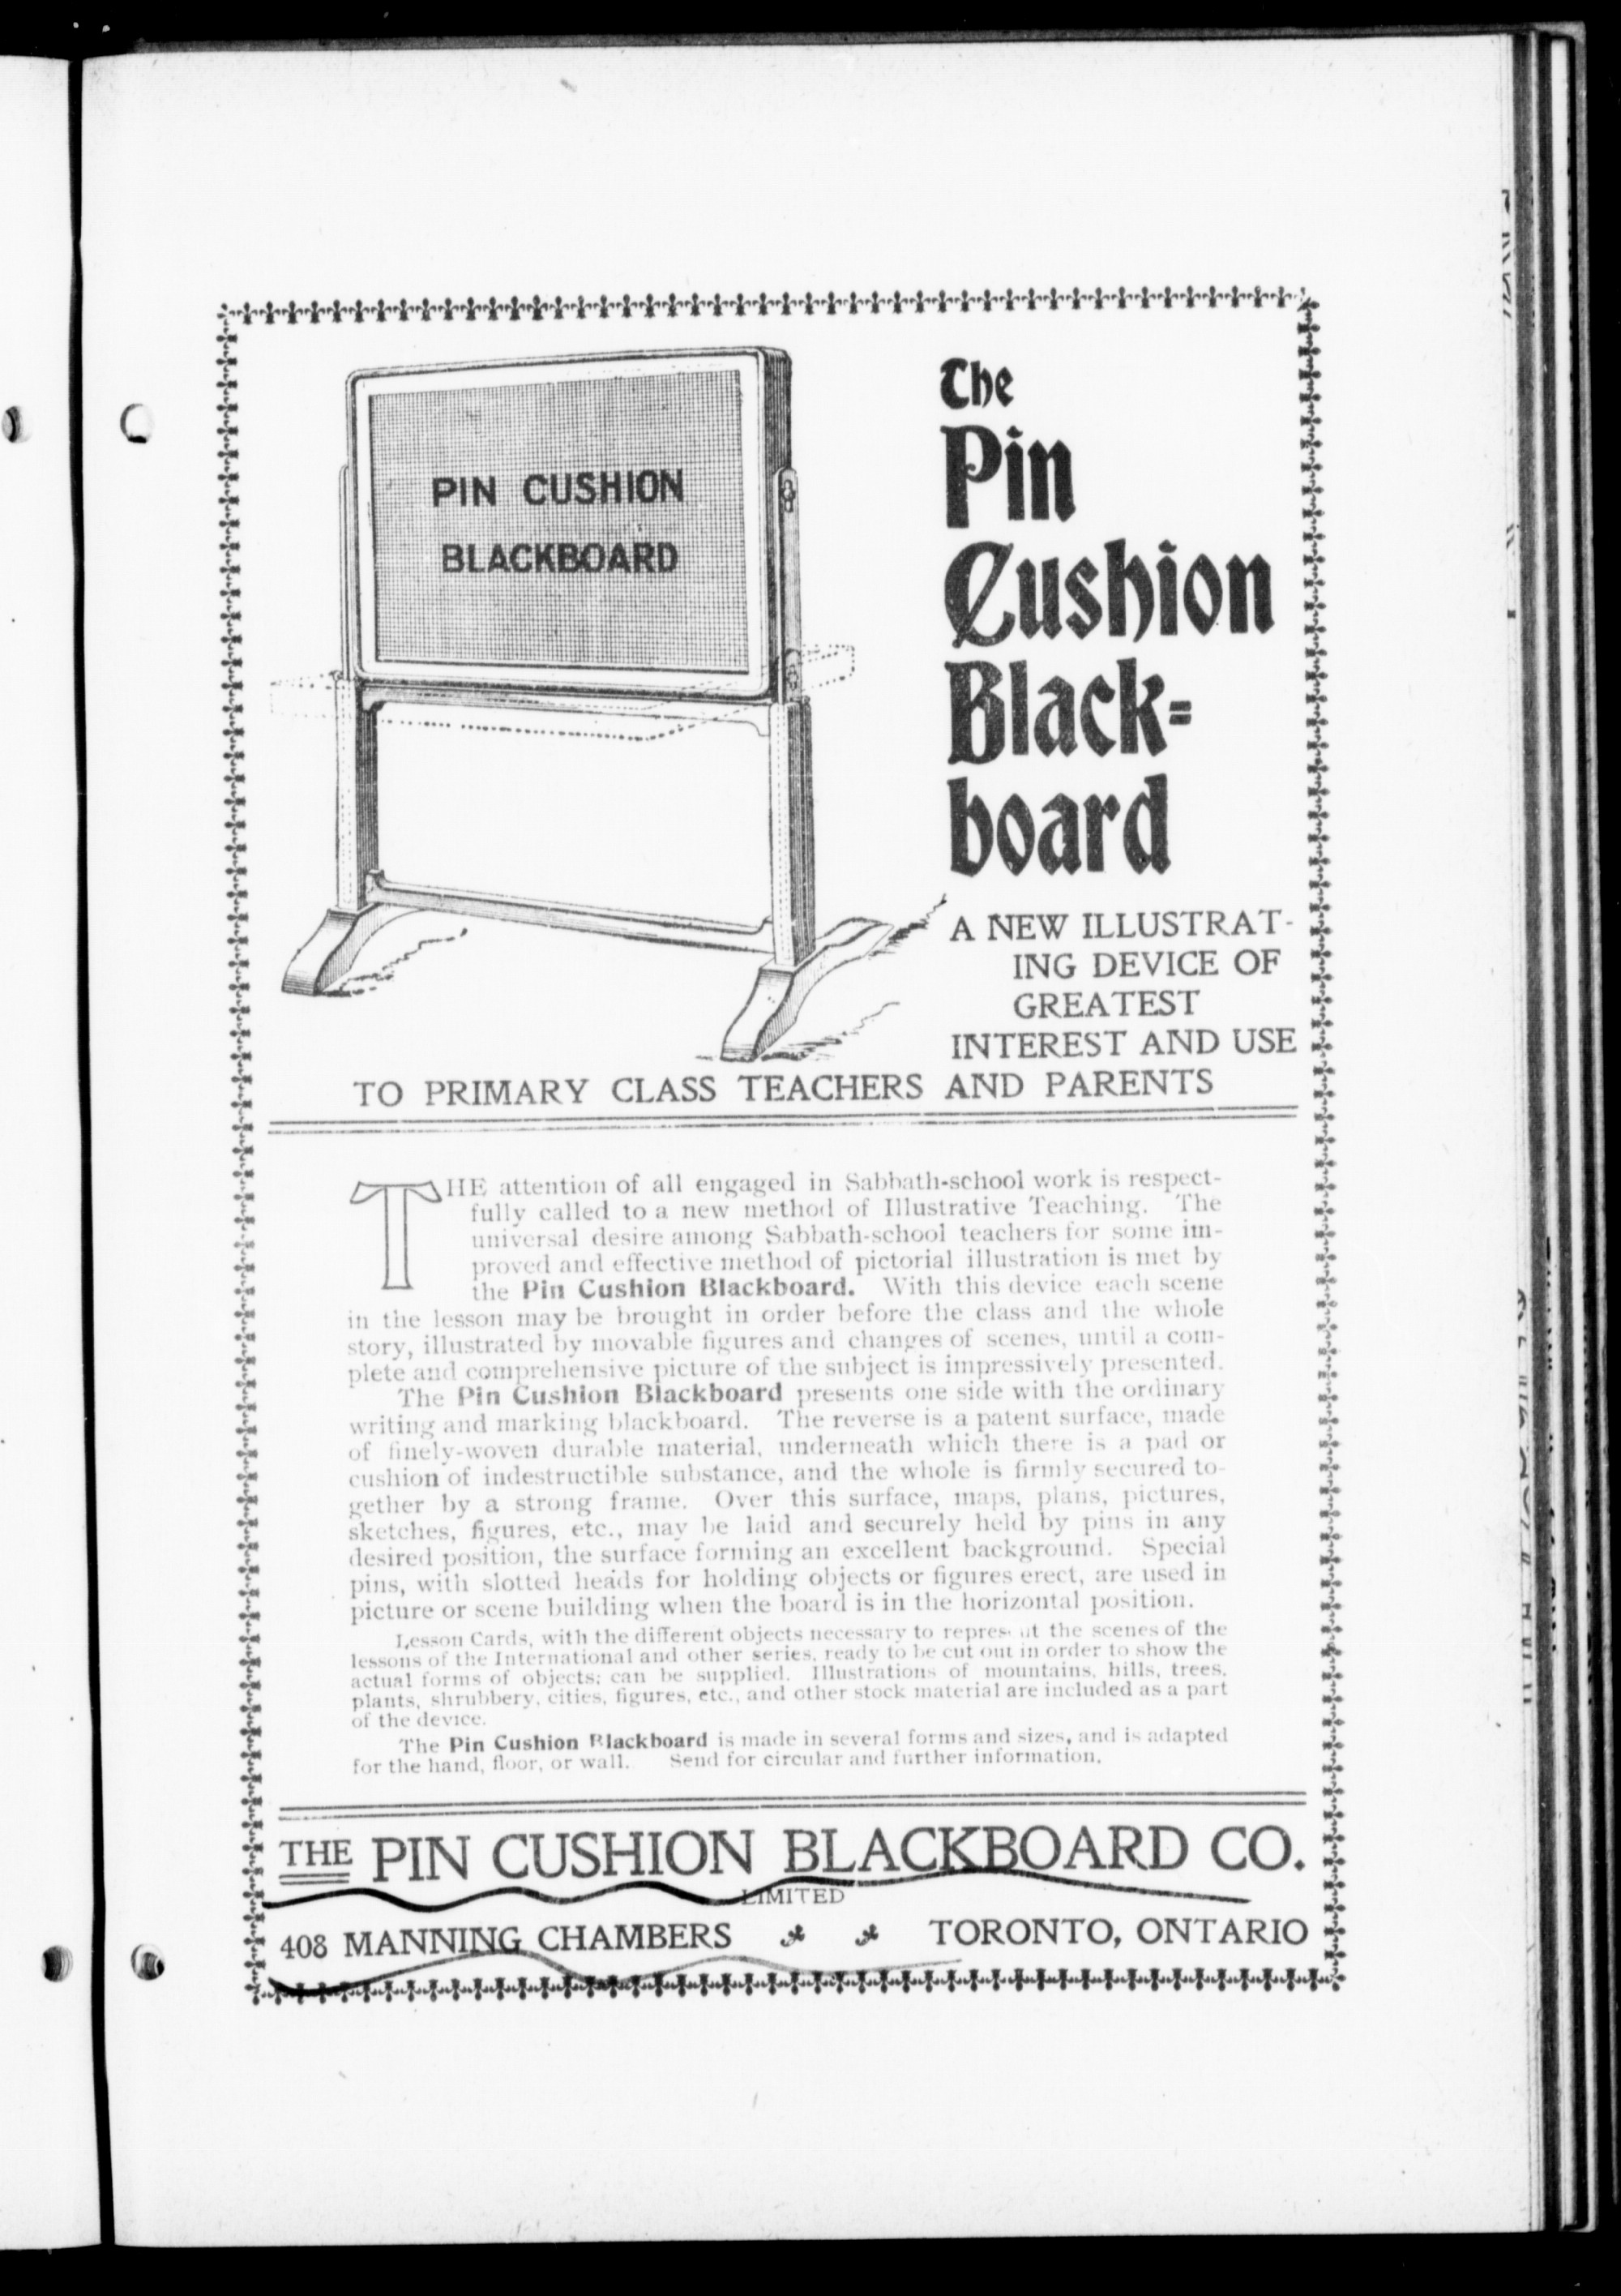 PIN CUSHION
BLACKBOARD
The
Pin
Cushion
Black=
board
A NEW ILLUSTRAT-
ING DEVICE OF
GREATEST
INTEREST AND USE
TO PRIMARY CLASS TEACHERS AND PARENTS
THE attention of all engaged in Sabbath-school work is respect-
fully called to a new method of Illustrative Teaching. The
universal desire among Sabbath-school teachers for some im-
proved and effective method of pictorial illustration is met by
the Pin Cushion Blackboard. With this device each scene
in the lesson may be brought in order before the class and the whole
story, illustrated by movable figures and changes of scenes, until a com-
plete and comprehensive picture of the subject is impressively presented.
The Pin Cushion Blackboard presents one side with the ordinary
writing and marking blackboard. The reverse is a patent surface, made
of finely-woven durable material, underneath which there is a pad or
cushion of indestructible substance, and the whole is firmly secured to-
gether by a strong frame. Over this surface, maps, plans, pictures,
sketches, figures, etc., may be laid and securely held by pins in any
desired position, the surface forming an excellent background. Special
pins, with slotted heads for holding objects or figures erect, are used in
picture or scene building when the board is in the horizontal position.
Lesson Cards, with the different objects necessary to represent the scenes of the
lessons of the International and other series, ready to be cut out in order to show the
actual forms of objects; can be supplied. Illustrations of mountains, hills, trees,
plants, shrubbery, cities, figures, etc., and other stock material are included as a part
of the device.
The Pin Cushion Blackboard is made in several forms and sizes, and is adapted
for the hand, floor, or wall. Send for circular and further information.
THE PIN CUSHION BLACKBOARD CO.
LIMITED
408 MANNING CHAMBERS TORONTO, ONTARIO